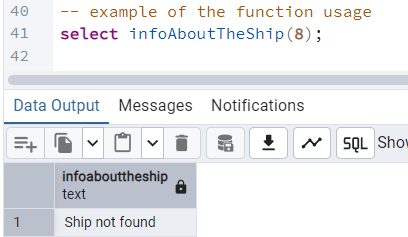 40 -- example of the function usage
41 select infoAboutTheShip(8);
42
Data Output Messages Notifications
SQL Show
infoabouttheship
text
1 Ship not found